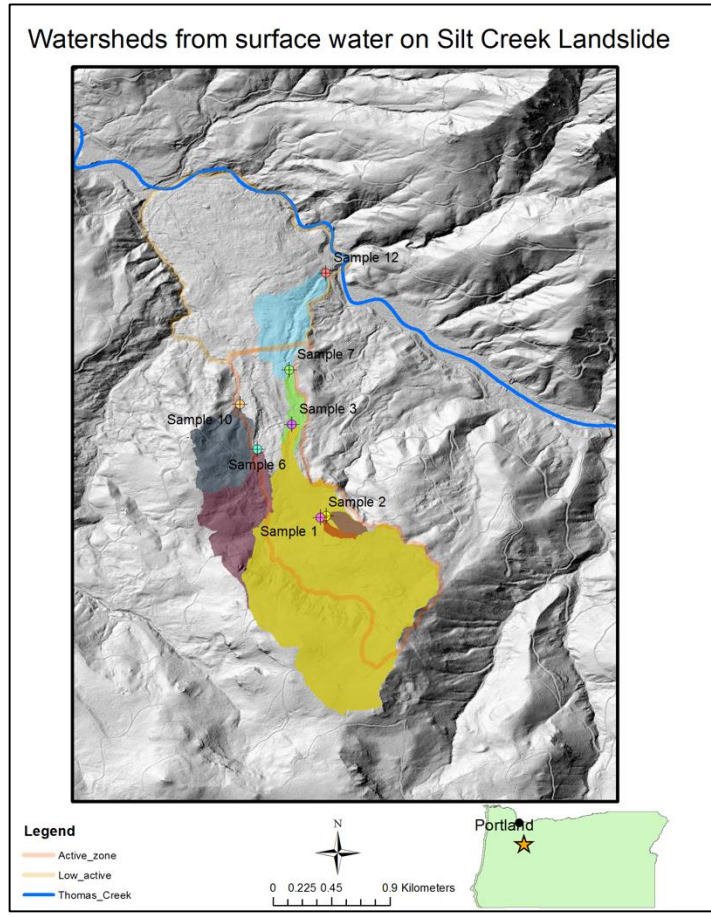 Watersheds from surface water on Silt Creek Landslide
Sample 12
Sample 7
Sample 3
Sample 10
Sample 6
Sample 2
Sample 1
Legend
Active_zone
Low_active
Thomas_Creek
N
0 0.225 0.45 0.9 Kilometers
Portland